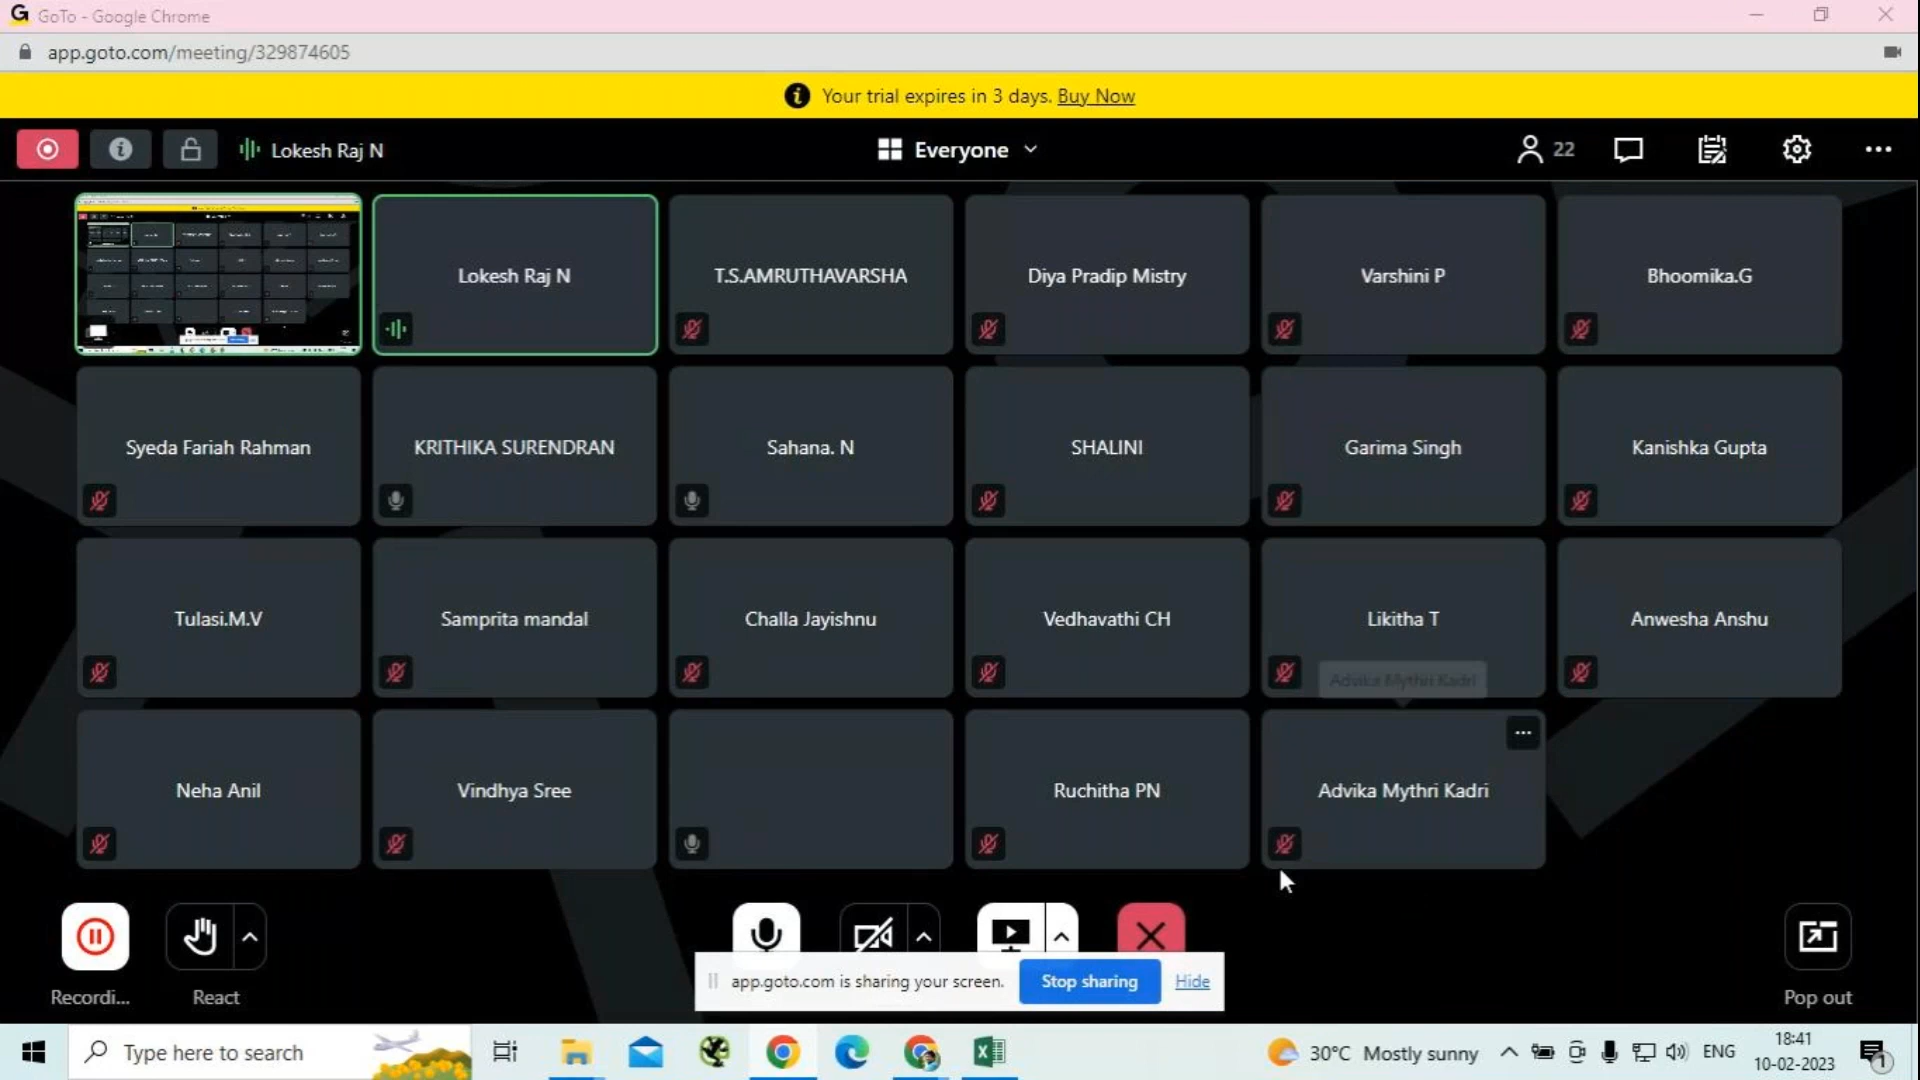 GoTo - Google Chrome
app.goto.com/meeting/329874605
Your trial expires in 3 days. Buy Now
Lokesh Raj N
Everyone
22
Lokesh Raj N
T.S.AMRUTHAVARSHA
Diya Pradip Mistry
Varshini P
Bhoomika.G
Syeda Fariah Rahman
KRITHIKA SURENDRAN
Sahana. N
SHALINI
Garima Singh
Kanishka Gupta
Tulasi.M.V
Samprita mandal
Challa Jayishnu
Vedhavathi CH
Likitha T
Anwesha Anshu
Advika Mythri Kadri
Neha Anil
Vindhya Sree
Ruchitha PN
Advika Mythri Kadri
Recordi...
React
app.goto.com is sharing your screen.
Stop sharing
Hide
Pop out
Type here to search
30°C Mostly sunny
ENG
18:41
10-02-2023
1